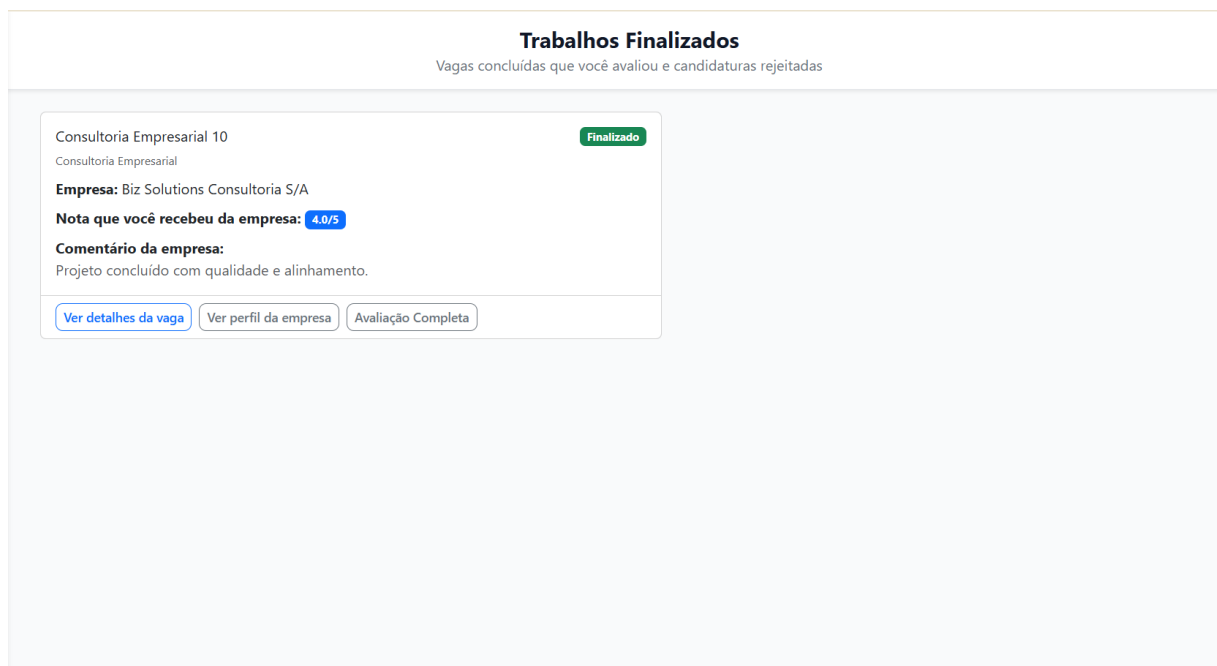 Trabalhos Finalizados
Vagas concluídas que você avaliou e candidaturas rejeitadas
Consultoria Empresarial 10
Finalizado
Consultoria Empresarial
Empresa: Biz Solutions Consultoria S/A
Nota que você recebeu da empresa: 4.0/5
Comentário da empresa:
Projeto concluído com qualidade e alinhamento.
Ver detalhes da vaga Ver perfil da empresa Avaliação Completa